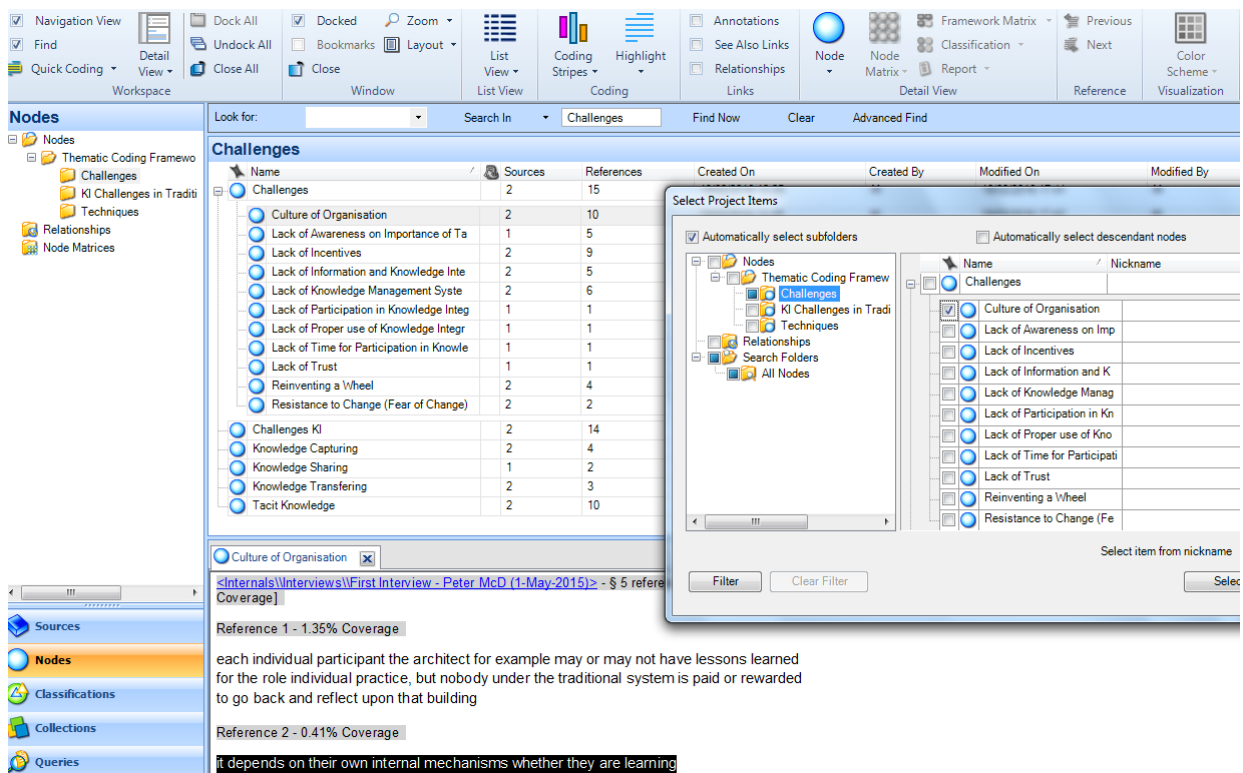 Navigation View
Find
Quick Coding
Detail
View
Workspace
Dock All
Undock All
Close All
Docked
Bookmarks
Close
Zoom
Layout
Window
List
View
List View
Coding
Stripes
Highlight
Coding
Annotations
See Also Links
Relationships
Links
Node
Node
Matrix
Framework Matrix
Classification
Report
Detail View
Previous
Next
Reference
Color
Scheme
Visualization
Nodes
Nodes
Thematic Coding Framewo
Challenges
KI Challenges in Traditi
Techniques
Relationships
Node Matrices
Sources
Nodes
Classifications
Collections
Queries
Look for: Search In Challenges Find Now Clear Advanced Find
Challenges
Name Sources References Created On Created By Modified On Modified By
Challenges 2 15
Culture of Organisation 2 10
Lack of Awareness on Importance of Ta 1 5
Lack of Incentives 2 9
Lack of Information and Knowledge Inte 2 5
Lack of Knowledge Management Syste 2 6
Lack of Participation in Knowledge Integ 1 1
Lack of Proper use of Knowledge Integr 1 1
Lack of Time for Participation in Knowle 1 1
Lack of Trust 1 1
Reinventing a Wheel 2 4
Resistance to Change (Fear of Change) 2 2
Challenges KI 2 14
Knowledge Capturing 2 4
Knowledge Sharing 1 2
Knowledge Transfering 2 3
Tacit Knowledge 2 10
Select Project Items
Automatically select subfolders
Automatically select descendant nodes
Nodes
Thematic Coding Framew
Challenges
KI Challenges in Tradi
Techniques
Relationships
Search Folders
All Nodes
Name Nickname
Challenges
Culture of Organisation
Lack of Awareness on Imp
Lack of Incentives
Lack of Information and K
Lack of Knowledge Manag
Lack of Participation in Kn
Lack of Proper use of Kno
Lack of Time for Participati
Lack of Trust
Reinventing a Wheel
Resistance to Change (Fe
Select item from nickname
Filter
Clear Filter
Selec
Culture of Organisation
<Internals\\Interviews\\First Interview - Peter McD (1-May-2015)> - § 5 refere
Coverage]
Reference 1 - 1.35% Coverage
each individual participant the architect for example may or may not have lessons learned
for the role individual practice, but nobody under the traditional system is paid or rewarded
to go back and reflect upon that building
Reference 2 - 0.41% Coverage
it depends on their own internal mechanisms whether they are learning